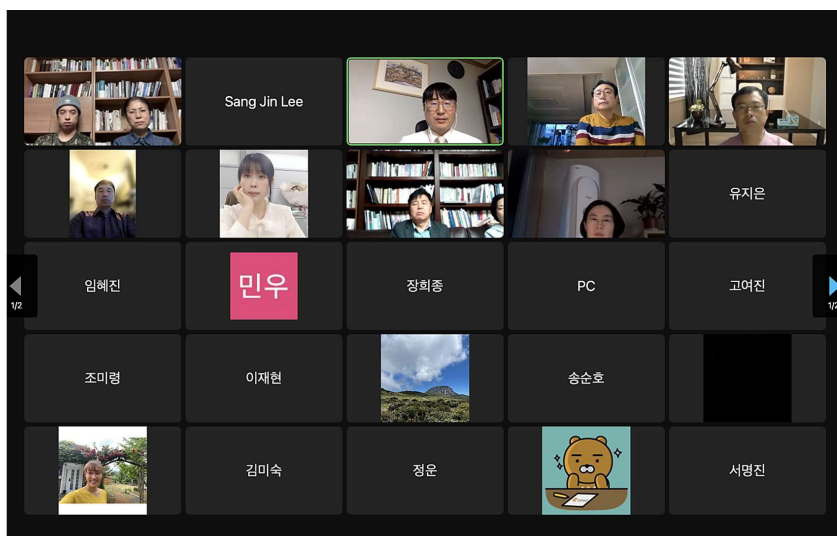 Sang Jin Lee
유지은
임혜진
민우
장희종
PC
고여진
1/2
1/2
조미령
이재현
송순호
김미숙
정운
서명진